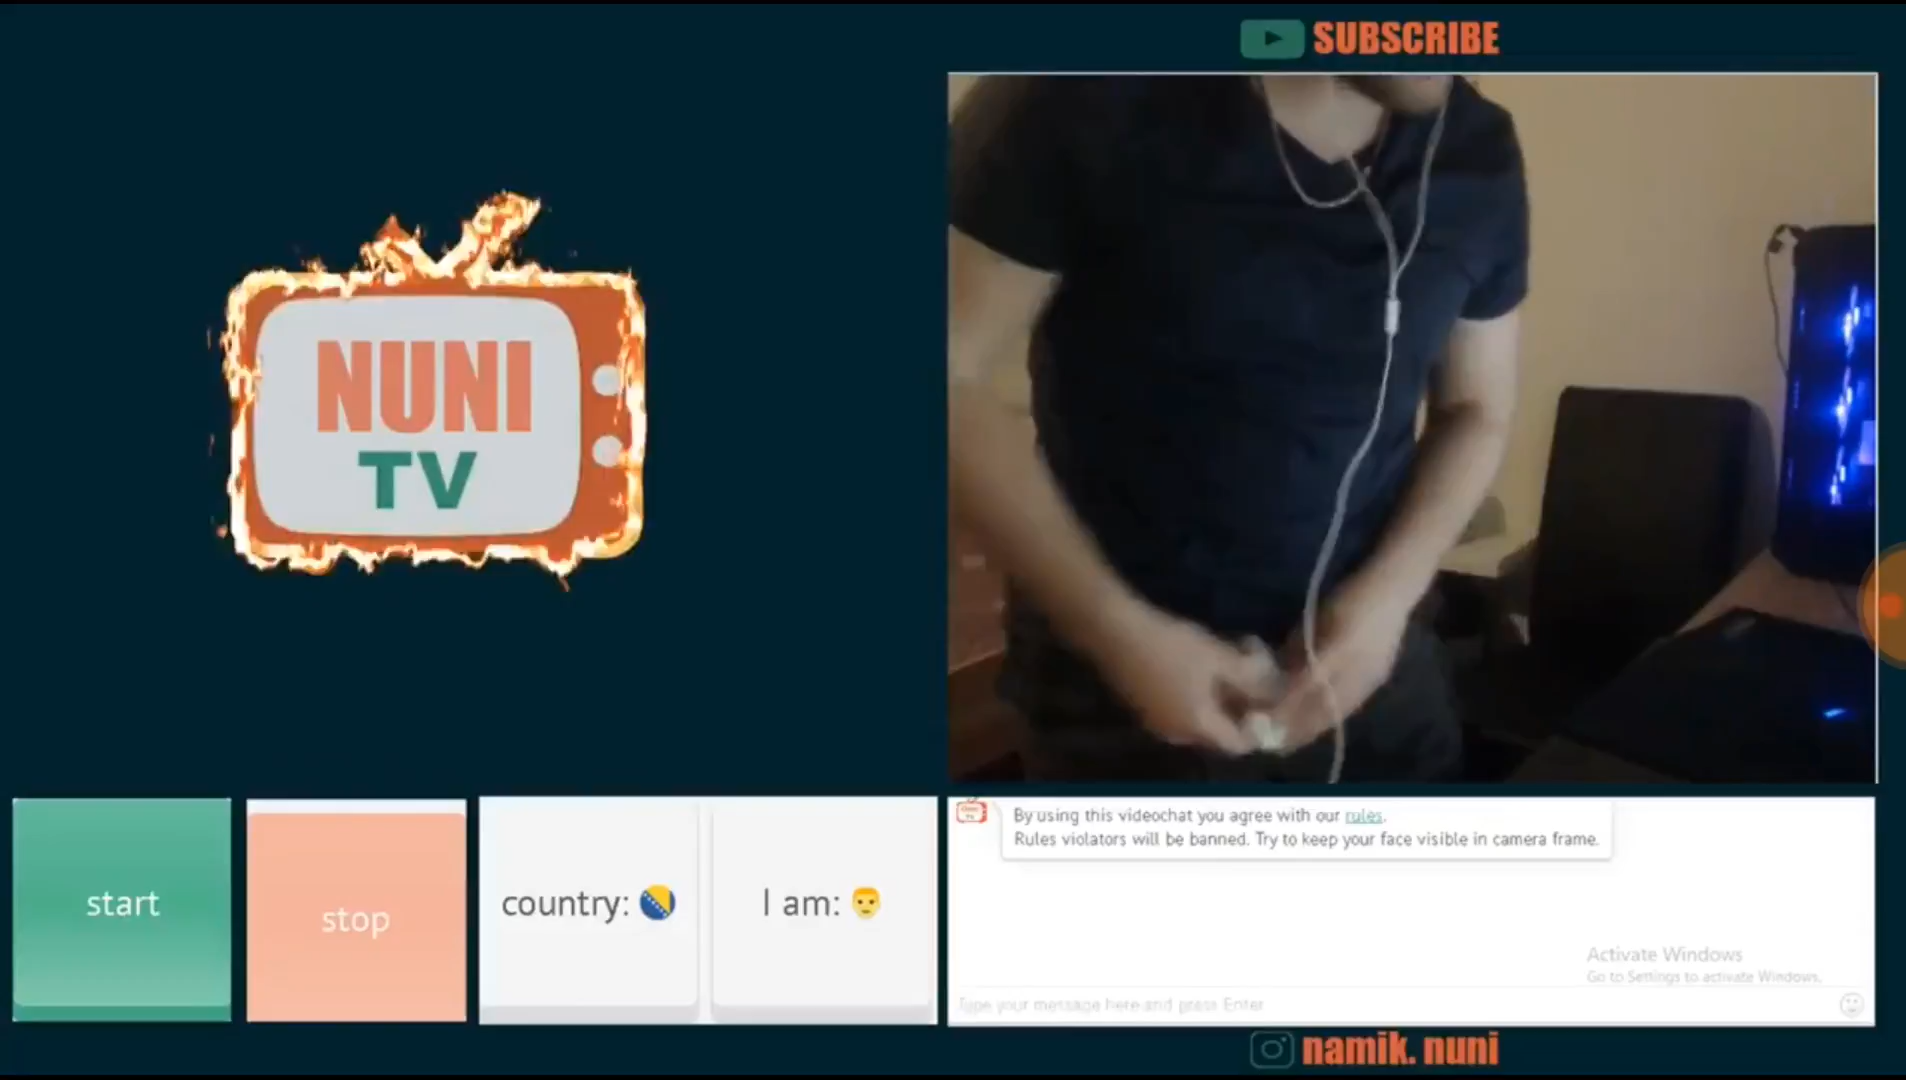 SUBSCRIBE
NUNI
TV
start
stop
country:
I am:
By using this videochat you agree with our rules.
Rules violators will be banned. Try to keep your face visible in camera frame.
Activate Windows
Go to Settings to activate Windows.
Type your message here and press Enter
namik. nuni